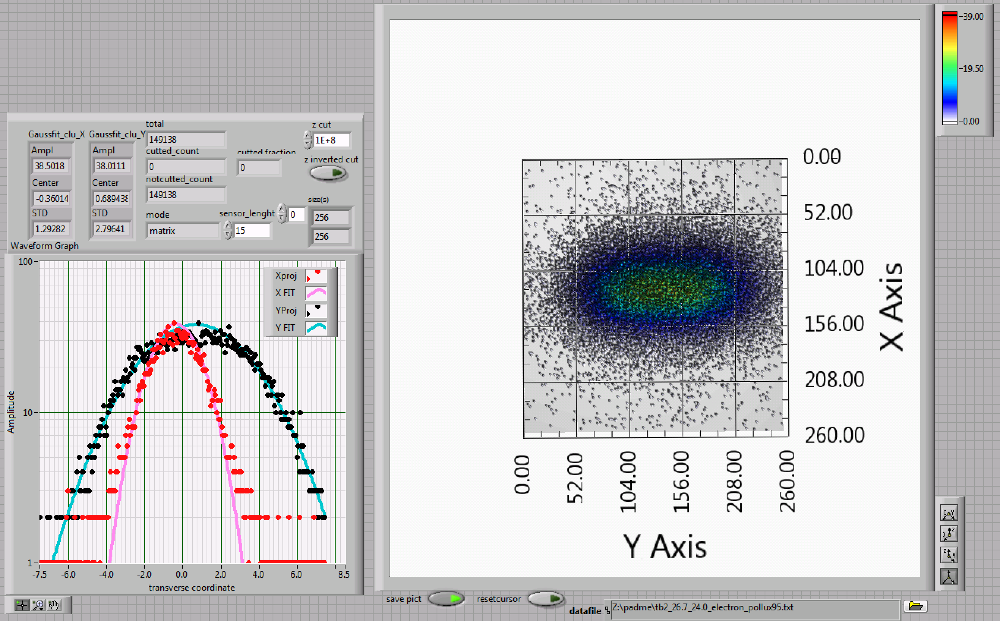 total
z cut
Gaussfit_clu_X
Gaussfit_clu_Y
149138
1E+8
Ampl
Ampl
cutted_count
cutted fraction
z inverted cut
38.5018
38.0111
0
0
Center
Center
notcutted_count
-0.36014
0.689438
149138
size(s)
STD
STD
mode
sensor_lenght
0
256
1.29282
2.79641
matrix
15
256
Waveform Graph
100
10
1
Amplitude
Xproj
X FIT
YProj
Y FIT
-7.5
-6.0
-4.0
-2.0
0.0
2.0
4.0
6.0
8.5
transverse coordinate
39.00
19.50
0.00
0.00
52.00
104.00
156.00
208.00
260.00
X Axis
0.00
52.00
104.00
156.00
208.00
260.00
Y Axis
save pict
resetcursor
datafile
Z:\padme\tb2_26.7_24.0_electron_pollux95.txt